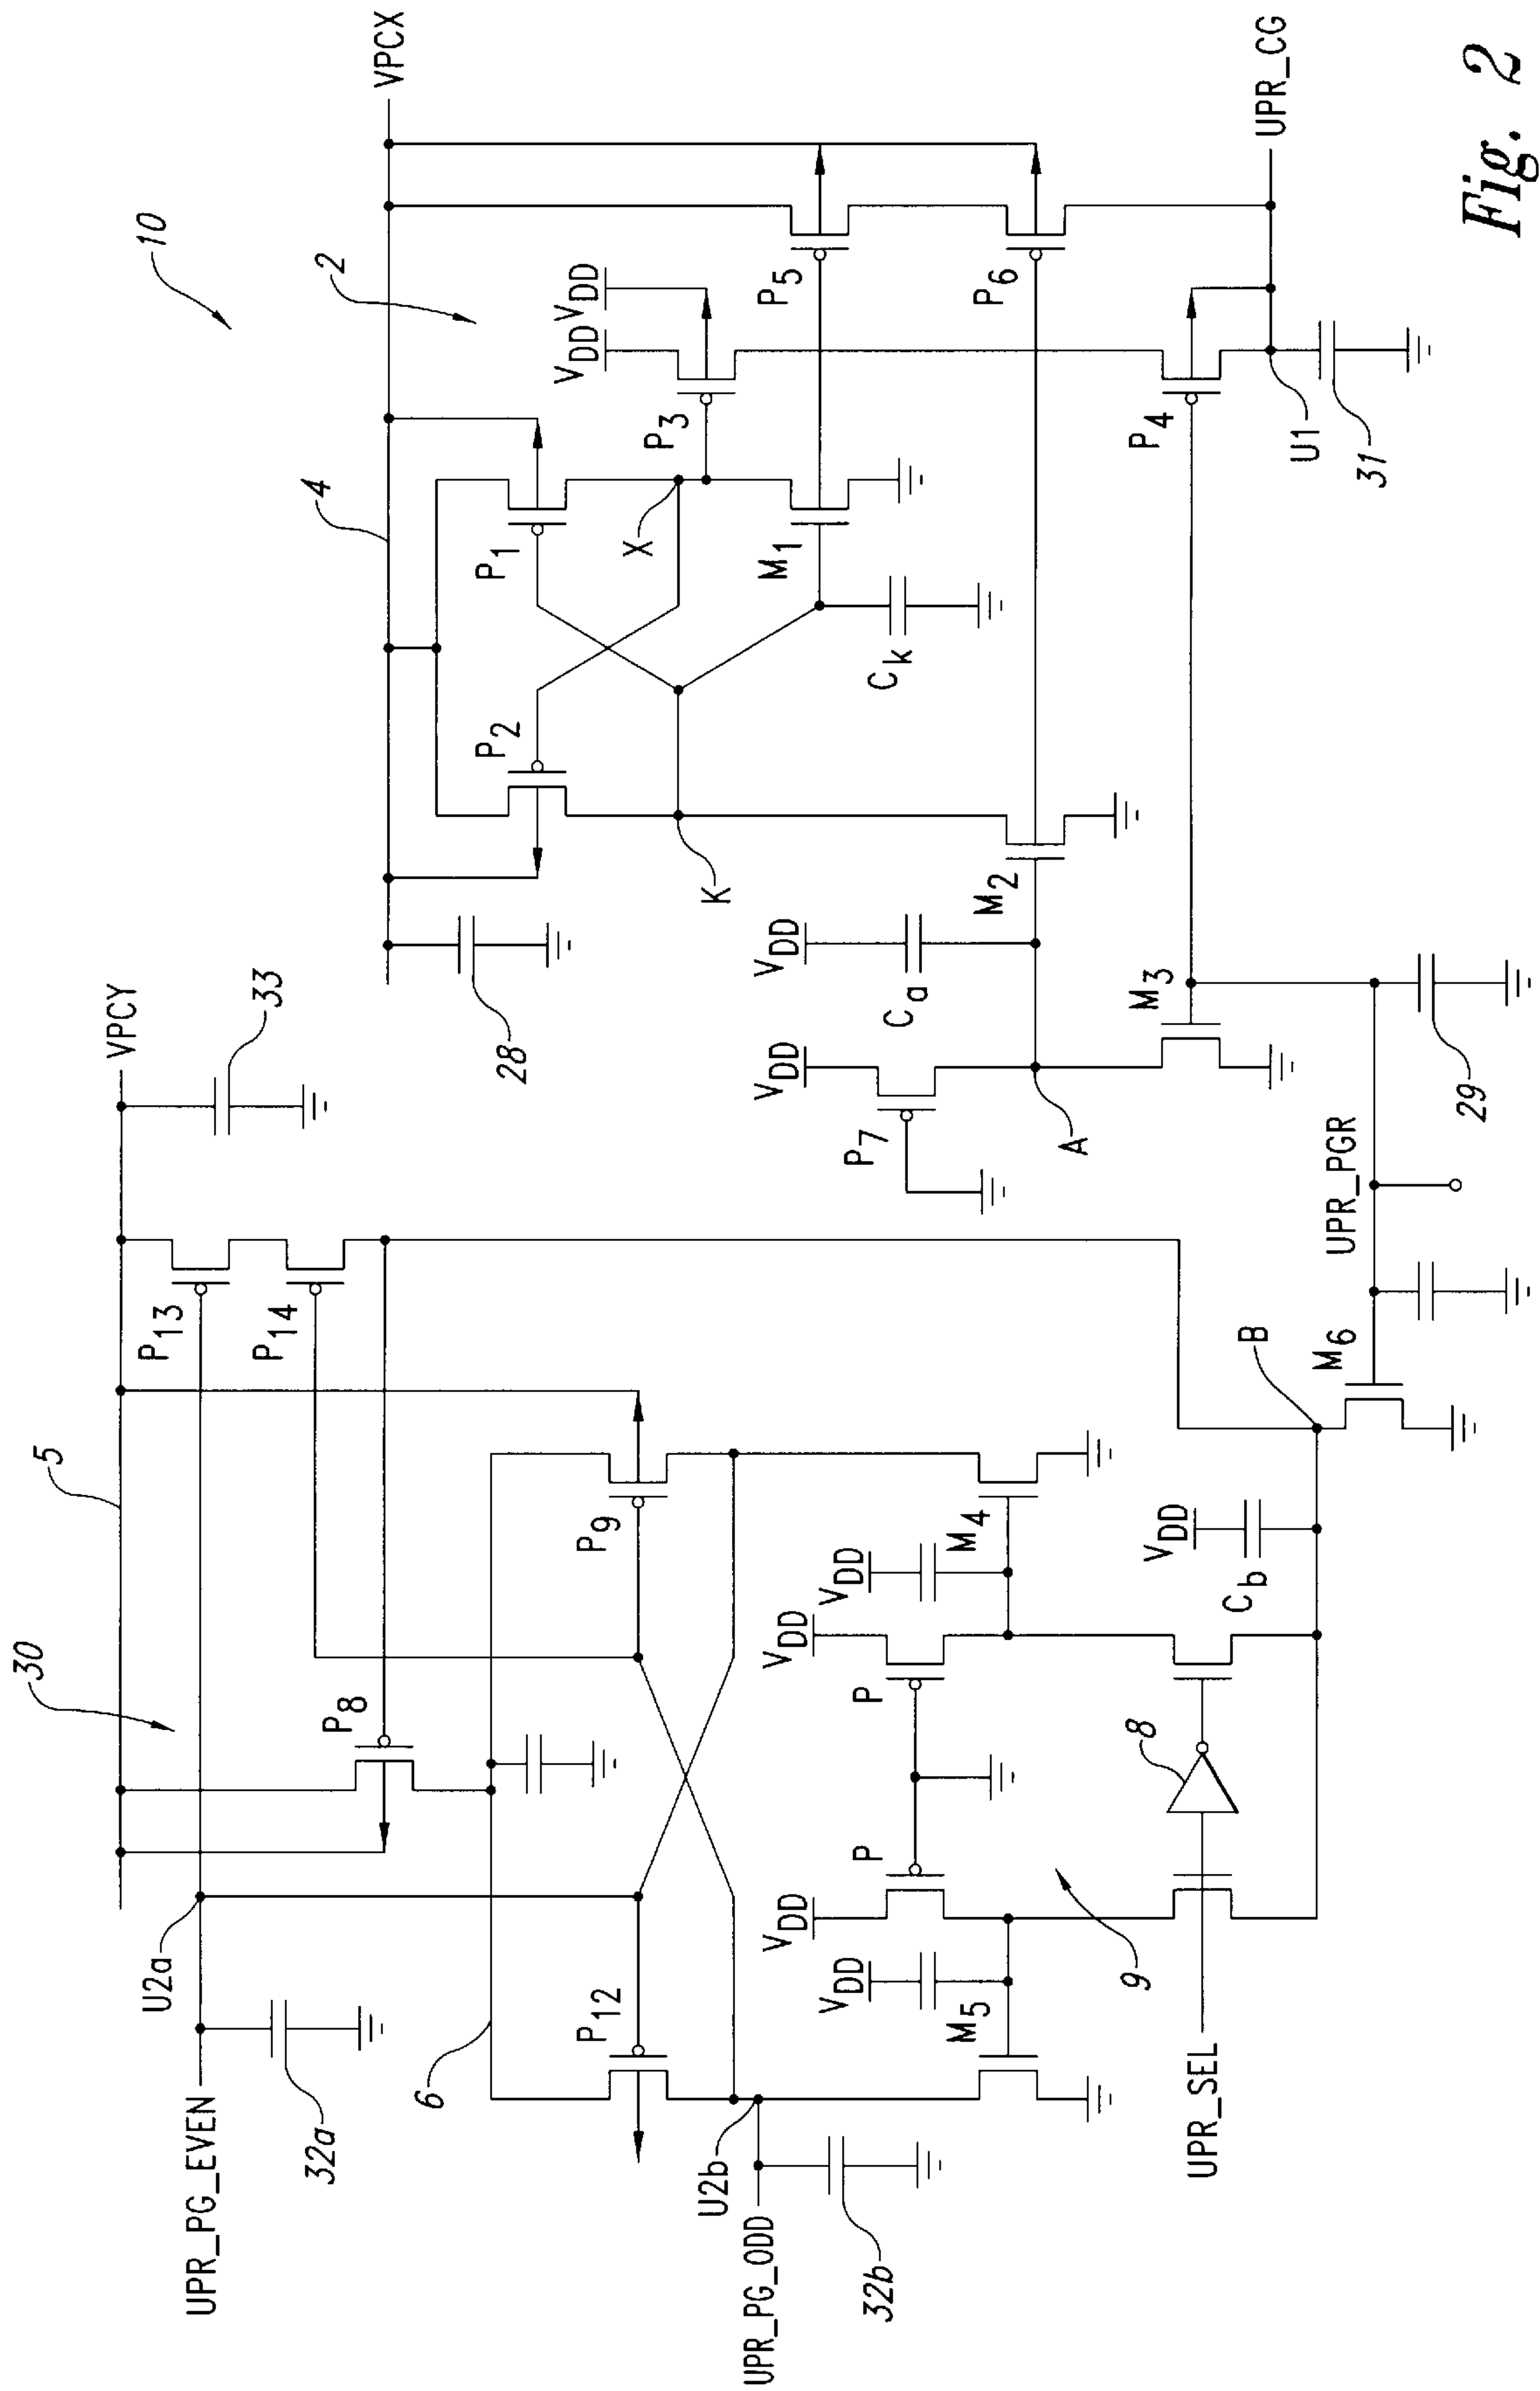 10
VPCX
4
2
VDD
VDD
P1
P2
P3
X
K
M1
Ck
P5
P6
UPR_CG
P4
U1
31
M2
VDD
Ca
28
VPCY
33
VDD
P7
A
M3
29
UPR_PGR
M6
B
5
P13
P14
30
P8
U2a
UPR_PG_EVEN
32a
6
P12
P9
U2b
UPR_PG_ODD
32b
VDD
M4
VDD
P
P
VDD
VDD
M5
9
8
VDD
Cb
UPR_SEL
Fig. 2